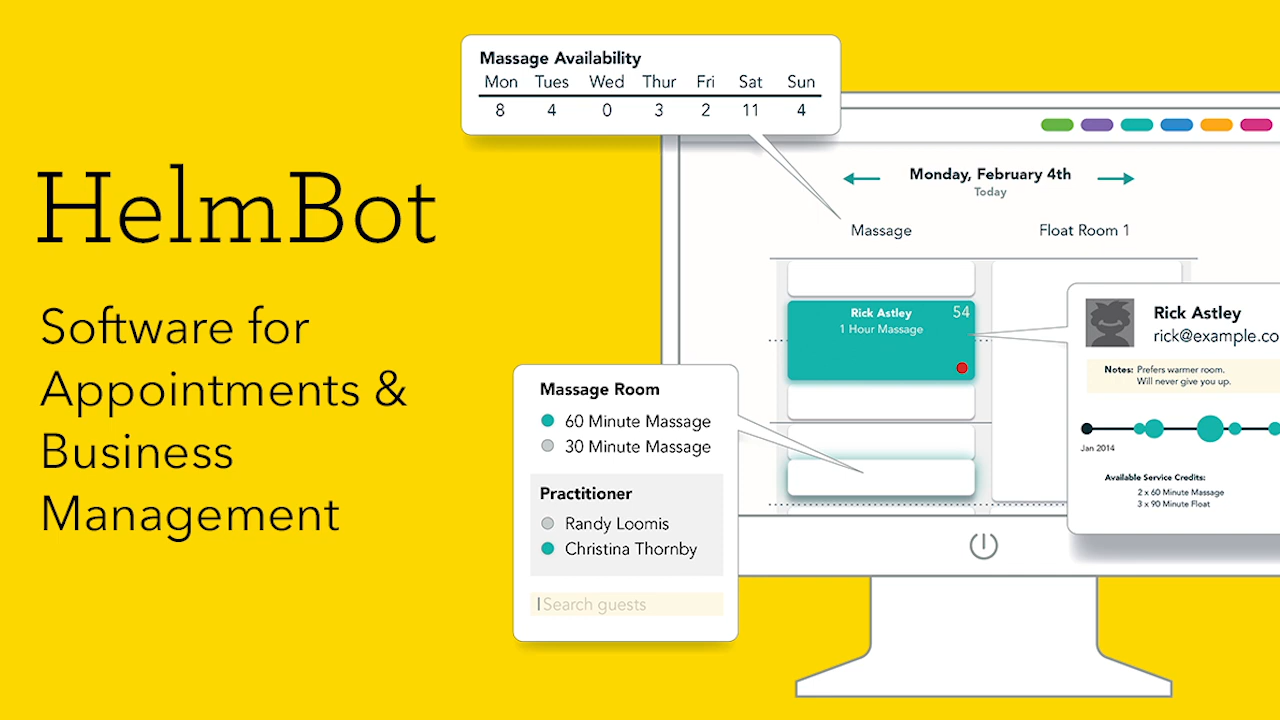 HelmBot
Software for
Appointments &
Business
Management
Massage Availability
Mon Tues Wed Thur Fri Sat Sun
8 4 0 3 2 11 4
Monday, February 4th
Today
Massage Float Room 1
Rick Astley 54
1 Hour Massage
Rick Astley
rick@example.co
Notes: Prefers warmer room.
Will never give you up.
Jan 2014
Available Service Credits:
2 x 60 Minute Massage
3 x 90 Minute Float
Massage Room
60 Minute Massage
30 Minute Massage
Practitioner
Randy Loomis
Christina Thornby
Search guests